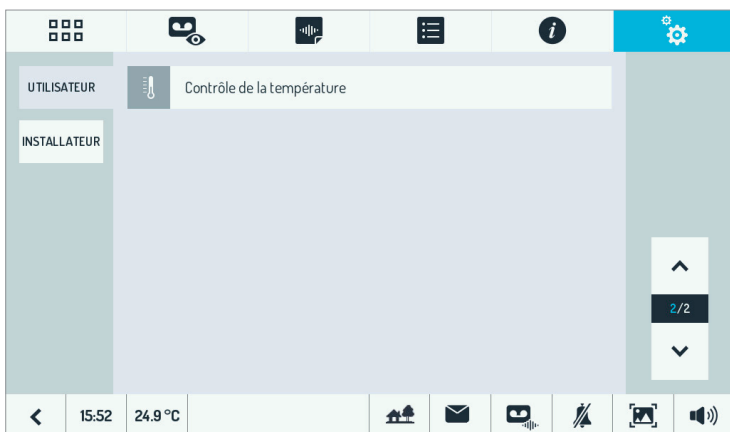 UTILISATEUR
Contrôle de la température
INSTALLATEUR
2/2
15:52
24.9 °C